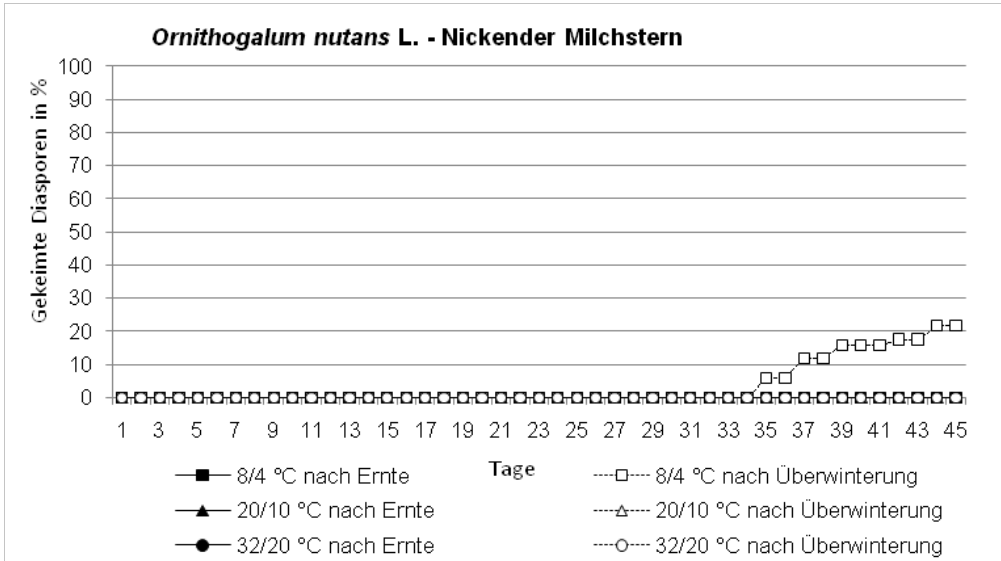 Ornithogalum nutans L. - Nickender Milchstern
Gekeimte Diasporen in %
100
90
80
70
60
50
40
30
20
10
0
1 3 5 7 9 11 13 15 17 19 21 23 25 27 29 31 33 35 37 39 41 43 45
Tage
8/4 °C nach Ernte 8/4 °C nach Überwinterung
20/10 °C nach Ernte 20/10 °C nach Überwinterung
32/20 °C nach Ernte 32/20 °C nach Überwinterung